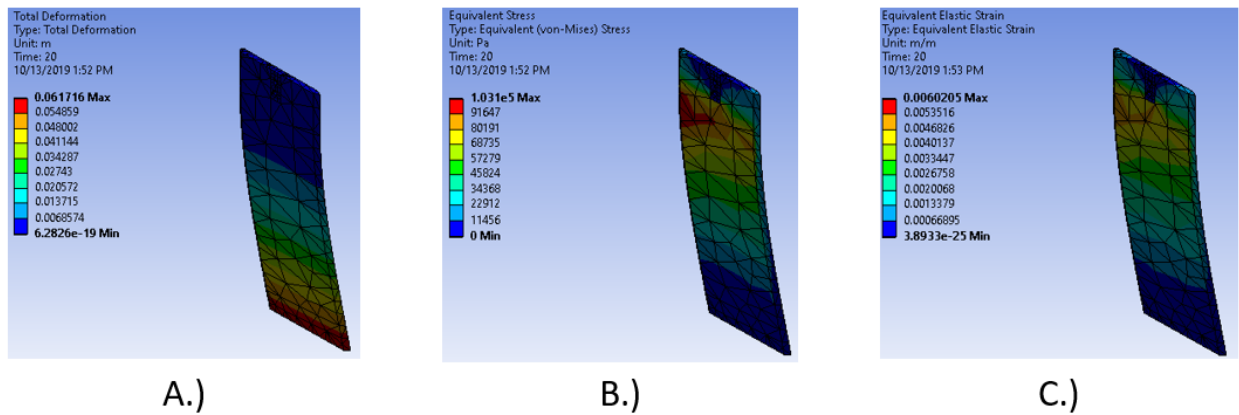 Total Deformation
Type: Total Deformation
Unit: m
Time: 20
10/13/2019 1:52 PM
0.061716 Max
0.054859
0.048002
0.041144
0.034287
0.02743
0.020572
0.013715
0.0068574
6.2826e-19 Min
A.)
Equivalent Stress
Type: Equivalent (von-Mises) Stress
Unit: Pa
Time: 20
10/13/2019 1:52 PM
1.031e5 Max
91647
80191
68735
57279
45824
34368
22912
11456
0 Min
B.)
Equivalent Elastic Strain
Type: Equivalent Elastic Strain
Unit: m/m
Time: 20
10/13/2019 1:53 PM
0.0060205 Max
0.0053516
0.0046826
0.0040137
0.0033447
0.0026758
0.0020068
0.0013379
0.00066895
3.8933e-25 Min
C.)